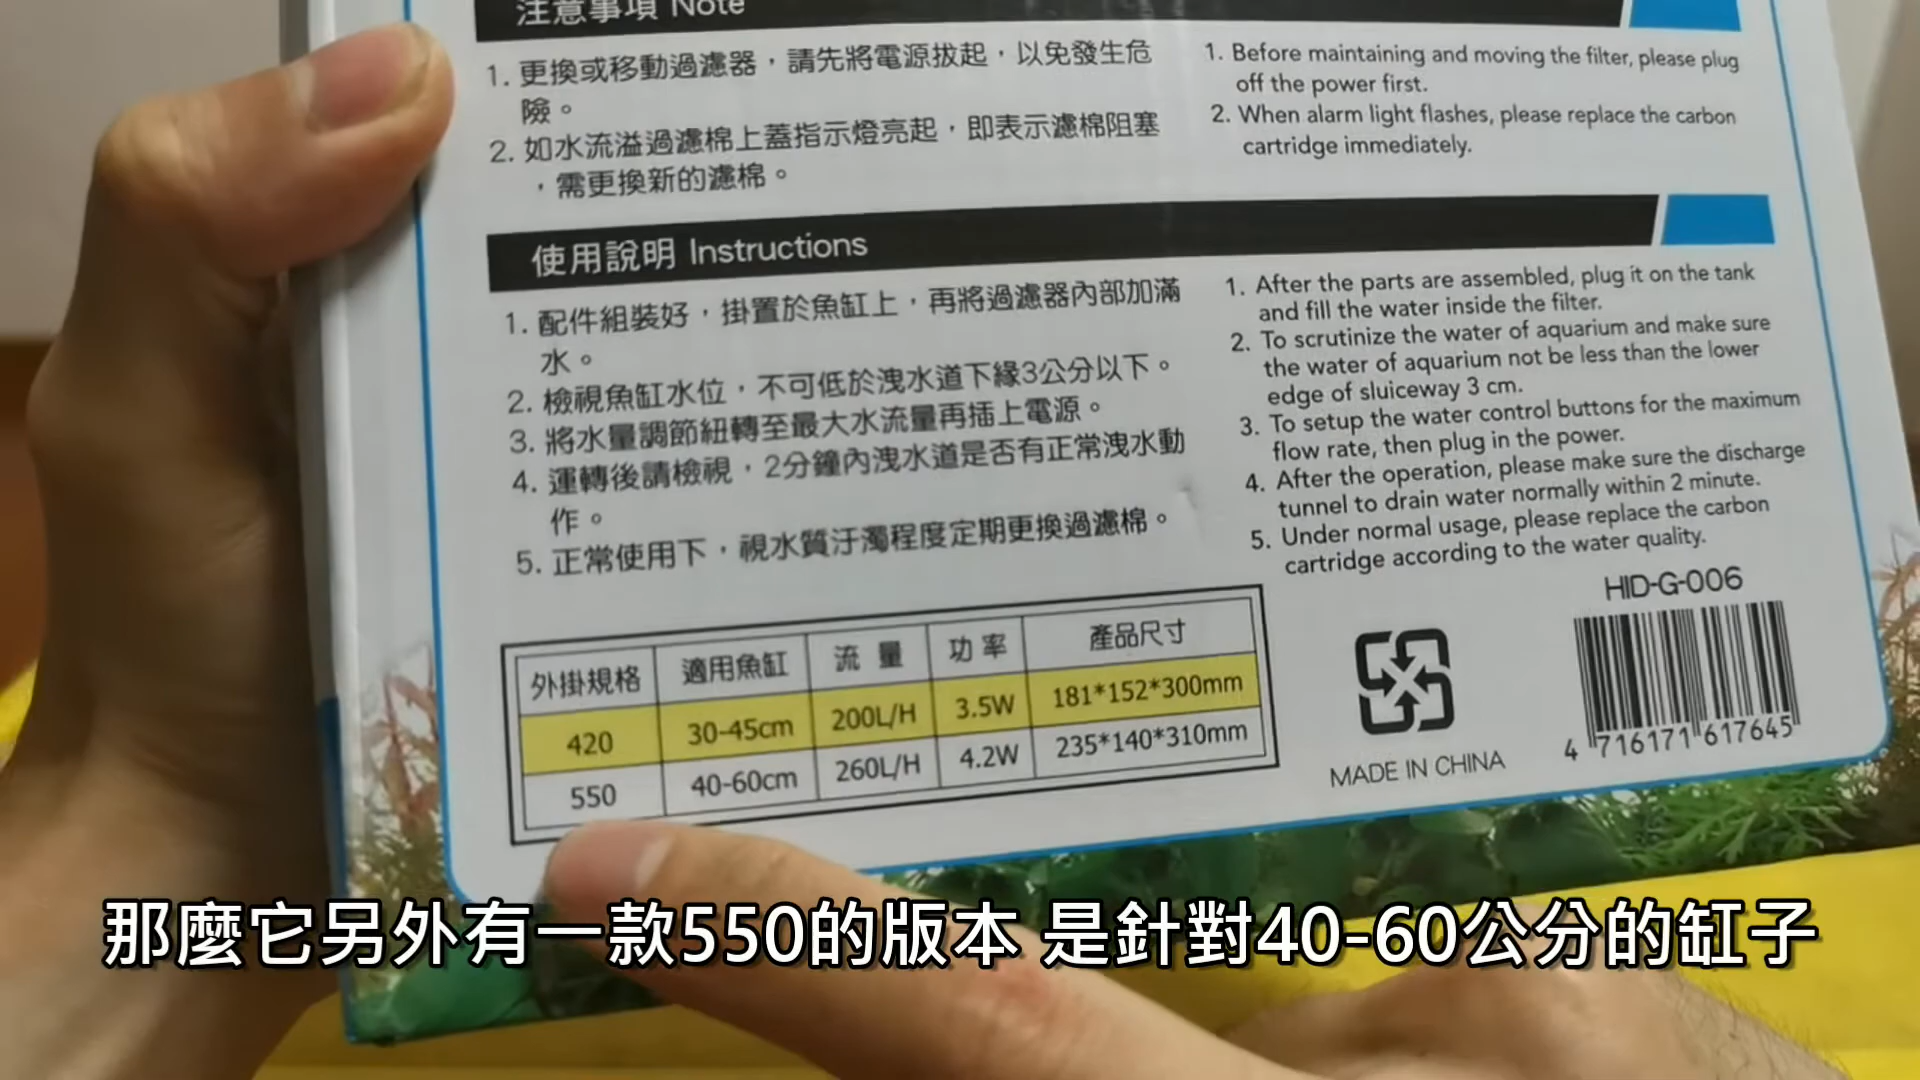 注意事項 Note
1. 更換或移動過濾器，請先將電源拔起，以免發生危
險。
2. 如水流溢過濾棉上蓋指示燈亮起，即表示濾棉阻塞
，需更換新的濾棉。
1. Before maintaining and moving the filter, please plug
off the power first.
2. When alarm light flashes, please replace the carbon
cartridge immediately.
使用說明 Instructions
1. 配件組裝好，掛置於魚缸上，再將過濾器內部加滿
水。
2. 檢視魚缸水位，不可低於洩水道下緣3公分以下。
3. 將水量調節紐轉至最大水流量再插上電源。
4. 運轉後請檢視，2分鐘內洩水道是否有正常洩水動
作。
5. 正常使用下，視水質汙濁程度定期更換過濾棉。
1. After the parts are assembled, plug it on the tank
and fill the water inside the filter.
2. To scrutinize the water of aquarium and make sure
the water of aquarium not be less than the lower
edge of sluiceway 3 cm.
3. To setup the water control buttons for the maximum
flow rate, then plug in the power.
4. After the operation, please make sure the discharge
tunnel to drain water normally within 2 minute.
5. Under normal usage, please replace the carbon
cartridge according to the water quality.
外掛規格 適用魚缸 流 量 功 率 產品尺寸
420 30-45cm 200L/H 3.5W 181*152*300mm
550 40-60cm 260L/H 4.2W 235*140*310mm
HID-G-006
4 716171 617645
MADE IN CHINA
那麼它另外有一款550的版本 是針對40-60公分的缸子